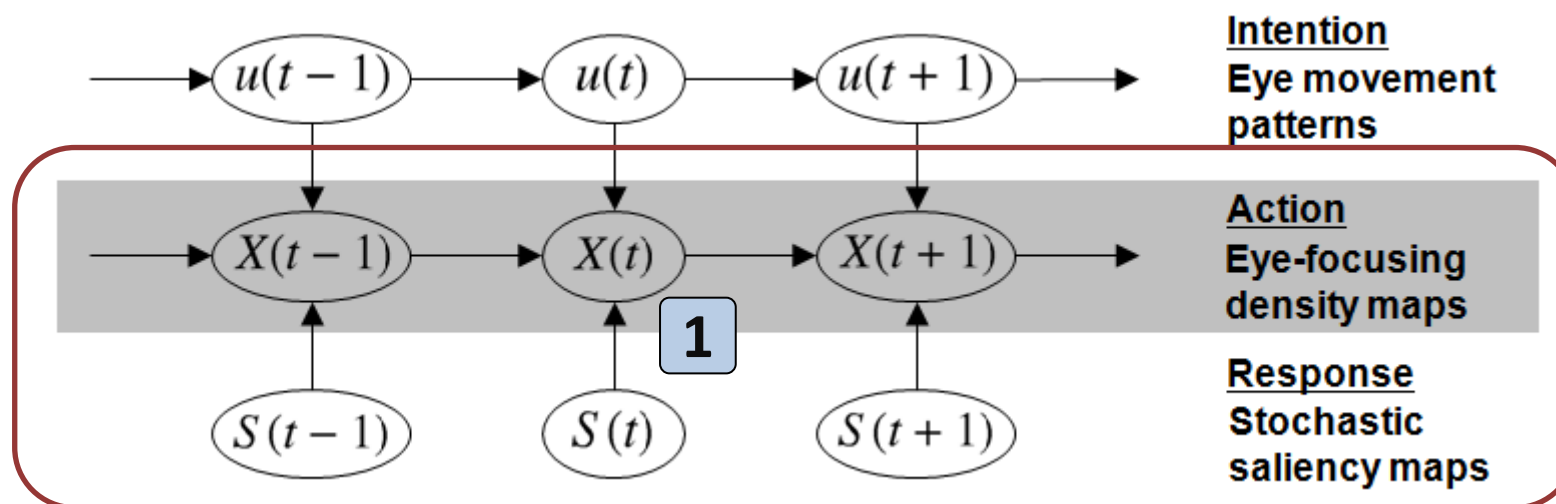 u(t − 1) u(t) u(t + 1)
Intention
Eye movement
patterns
X(t − 1) X(t) X(t + 1)
Action
Eye-focusing
density maps
1
S(t − 1) S(t) S(t + 1)
Response
Stochastic
saliency maps